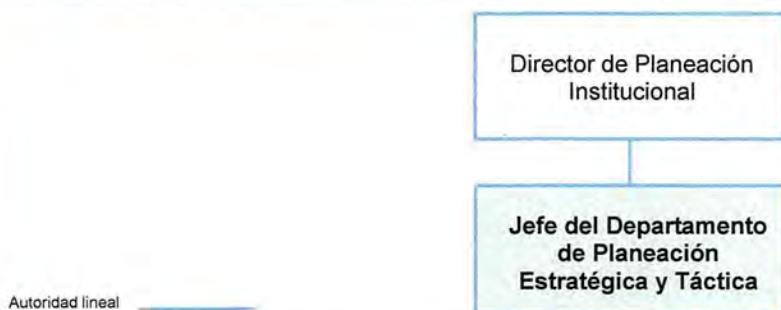 Director de Planeación
Institucional
Jefe del Departamento
de Planeación
Estratégica y Táctica
Autoridad lineal